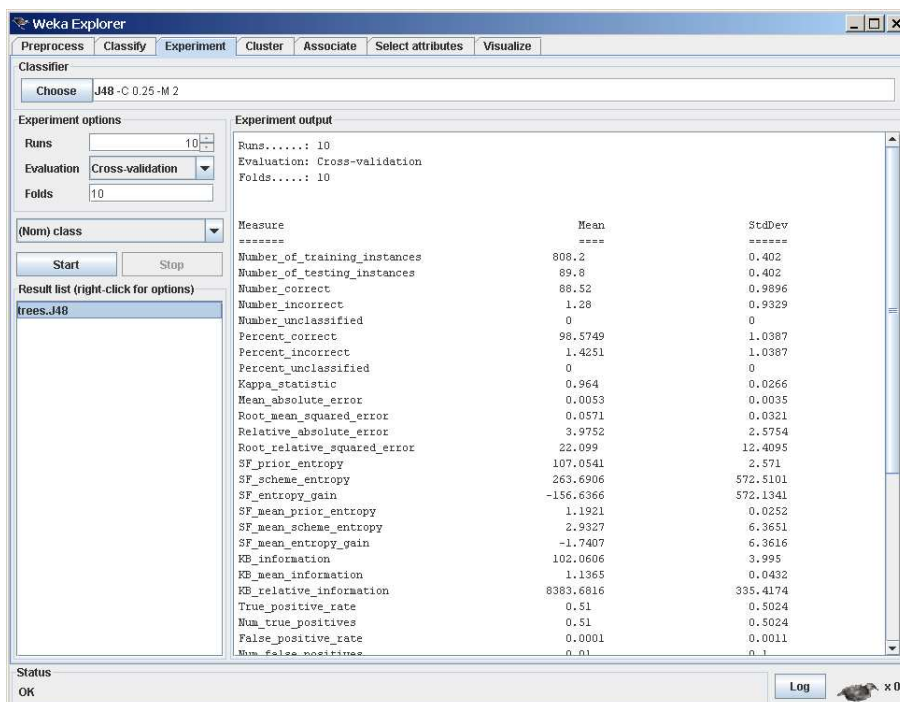 Weka Explorer
Preprocess Classify Experiment Cluster Associate Select attributes Visualize
Classifier
Choose J48 -C 0.25 -M 2
Experiment options
Runs 10
Evaluation Cross-validation
Folds 10
(Nom) class
Start Stop
Result list (right-click for options)
trees.J48
Experiment output
Runs......: 10
Evaluation: Cross-validation
Folds.....: 10
Measure Mean StdDev
======= ==== ======
Number_of_training_instances 808.2 0.402
Number_of_testing_instances 89.8 0.402
Number_correct 88.52 0.9896
Number_incorrect 1.28 0.9329
Number_unclassified 0 0
Percent_correct 98.5749 1.0387
Percent_incorrect 1.4251 1.0387
Percent_unclassified 0 0
Kappa_statistic 0.964 0.0266
Mean_absolute_error 0.0053 0.0035
Root_mean_squared_error 0.0571 0.0321
Relative_absolute_error 3.9752 2.5754
Root_relative_squared_error 22.099 12.4095
SF_prior_entropy 107.0541 2.571
SF_scheme_entropy 263.6906 572.5101
SF_entropy_gain -156.6366 572.1341
SF_mean_prior_entropy 1.1921 0.0252
SF_mean_scheme_entropy 2.9327 6.3651
SF_mean_entropy_gain -1.7407 6.3616
KB_information 102.0606 3.995
KB_mean_information 1.1365 0.0432
KB_relative_information 8383.6816 335.4174
True_positive_rate 0.51 0.5024
Num_true_positives 0.51 0.5024
False_positive_rate 0.0001 0.0011
Num_false_positives 0.01 0.1
Status
OK
Log x 0